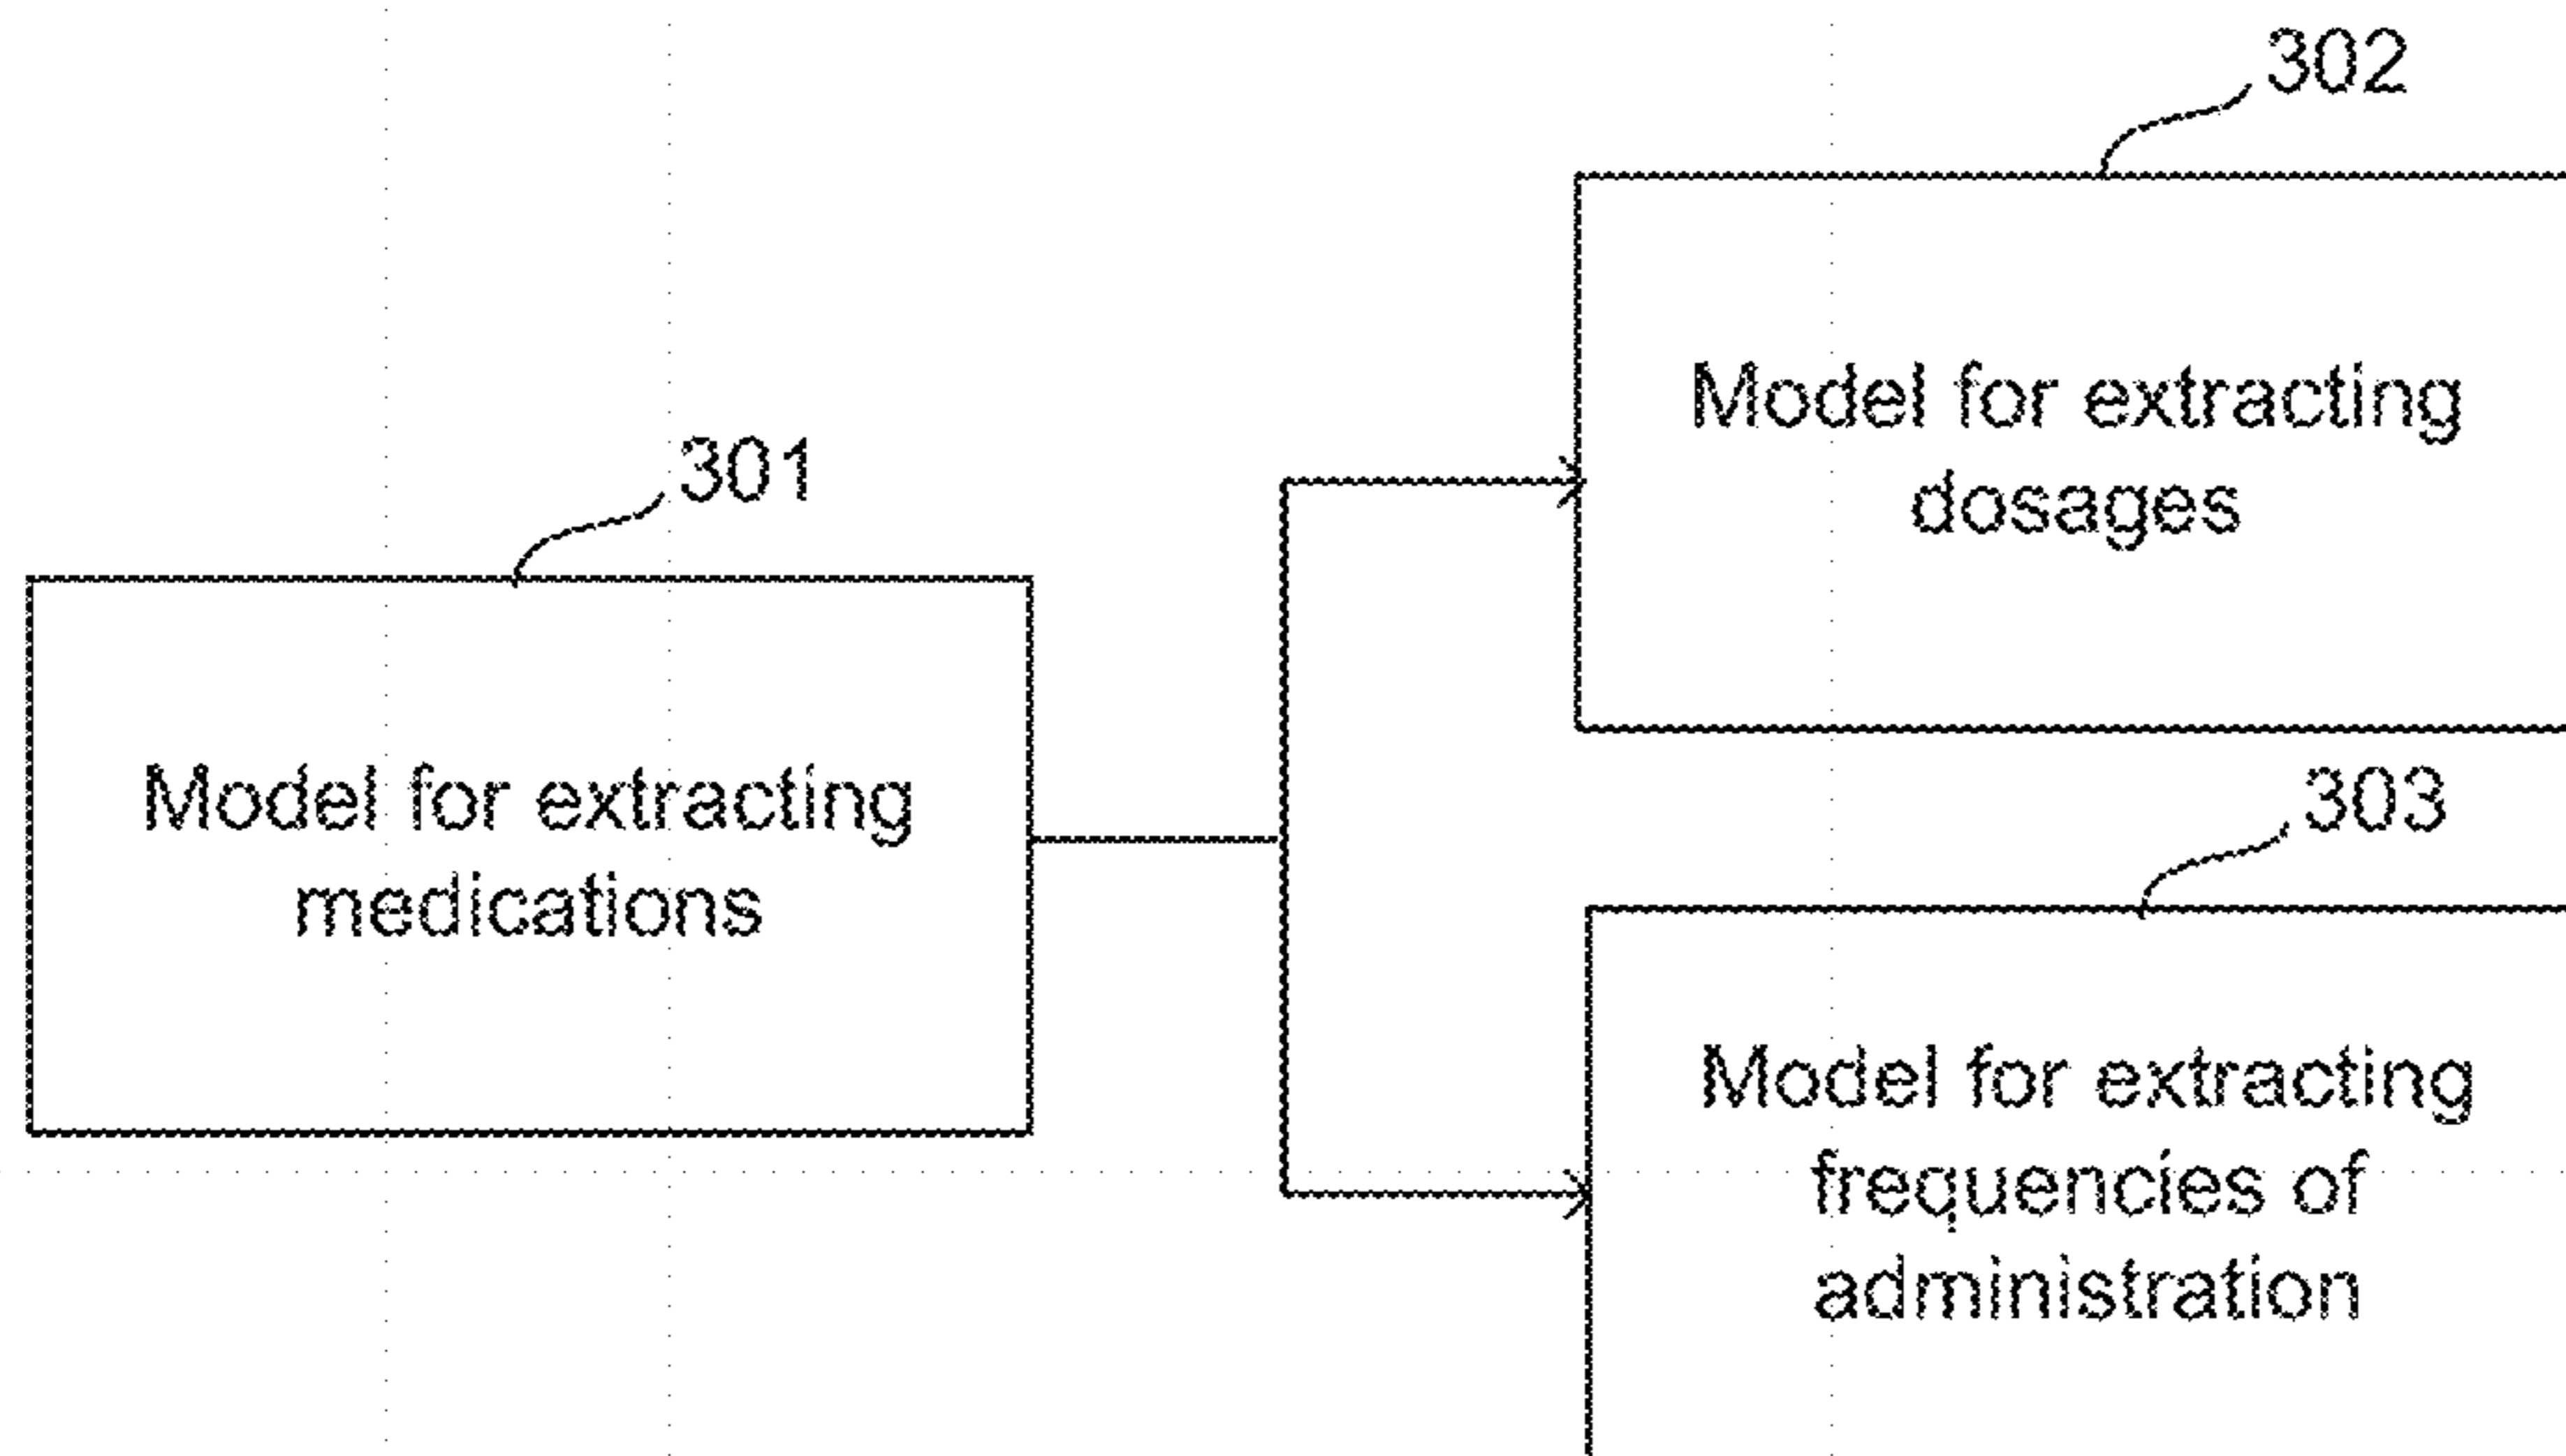 301
Model for extracting
medications
302
Model for extracting
dosages
303
Model for extracting
frequencies of
administration